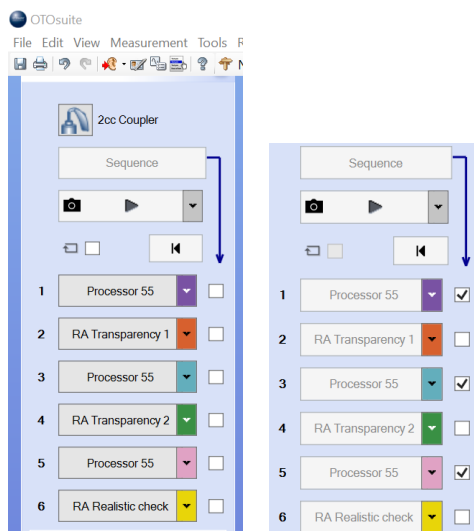 OTOsuite
File Edit View Measurement Tools
2cc Coupler
Sequence
1 Processor 55
2 RA Transparency 1
3 Processor 55
4 RA Transparency 2
5 Processor 55
6 RA Realistic check
Sequence
1 Processor 55
2 RA Transparency 1
3 Processor 55
4 RA Transparency 2
5 Processor 55
6 RA Realistic check